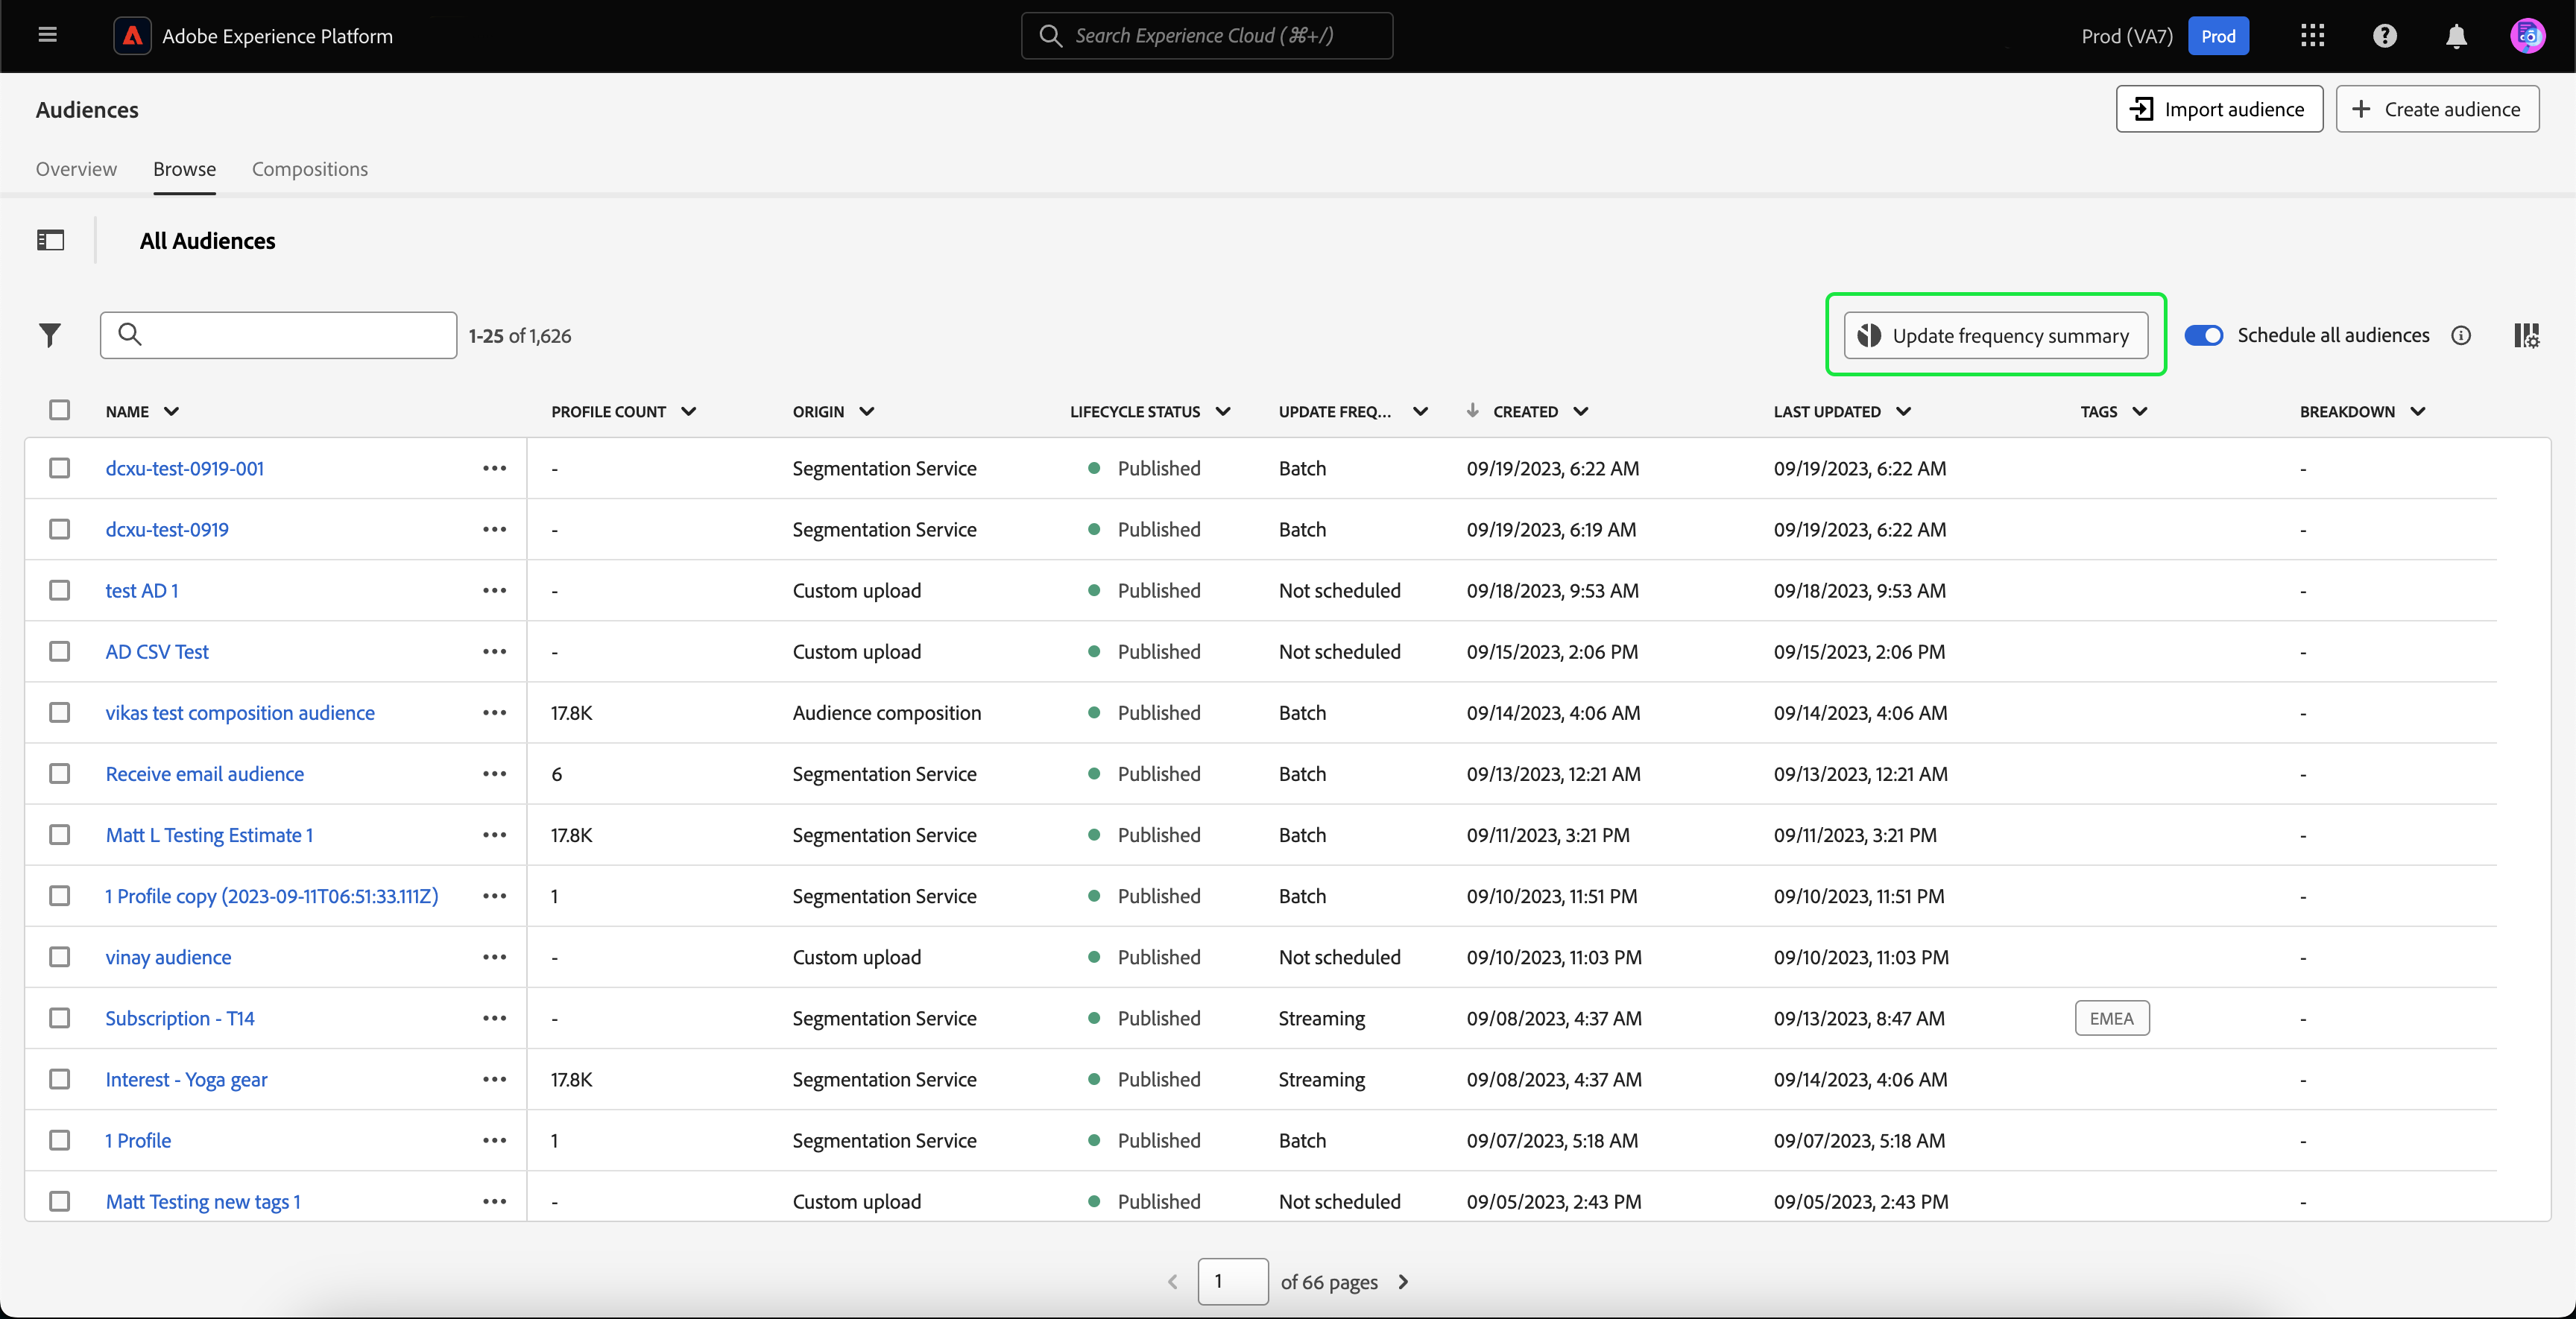 Adobe Experience Platform
Search Experience Cloud (⌘+/)
Prod (VA7) Prod
Audiences
Import audience
Create audience
Overview Browse Compositions
All Audiences
1-25 of 1,626
Update frequency summary
Schedule all audiences
NAME PROFILE COUNT ORIGIN LIFECYCLE STATUS UPDATE FREQ... CREATED LAST UPDATED TAGS BREAKDOWN
dcxu-test-0919-001 ••• - Segmentation Service Published Batch 09/19/2023, 6:22 AM 09/19/2023, 6:22 AM -
dcxu-test-0919 ••• - Segmentation Service Published Batch 09/19/2023, 6:19 AM 09/19/2023, 6:22 AM -
test AD 1 ••• - Custom upload Published Not scheduled 09/18/2023, 9:53 AM 09/18/2023, 9:53 AM -
AD CSV Test ••• - Custom upload Published Not scheduled 09/15/2023, 2:06 PM 09/15/2023, 2:06 PM -
vikas test composition audience ••• 17.8K Audience composition Published Batch 09/14/2023, 4:06 AM 09/14/2023, 4:06 AM -
Receive email audience ••• 6 Segmentation Service Published Batch 09/13/2023, 12:21 AM 09/13/2023, 12:21 AM -
Matt L Testing Estimate 1 ••• 17.8K Segmentation Service Published Batch 09/11/2023, 3:21 PM 09/11/2023, 3:21 PM -
1 Profile copy (2023-09-11T06:51:33.111Z) ••• 1 Segmentation Service Published Batch 09/10/2023, 11:51 PM 09/10/2023, 11:51 PM -
vinay audience ••• - Custom upload Published Not scheduled 09/10/2023, 11:03 PM 09/10/2023, 11:03 PM -
Subscription - T14 ••• - Segmentation Service Published Streaming 09/08/2023, 4:37 AM 09/13/2023, 8:47 AM EMEA -
Interest - Yoga gear ••• 17.8K Segmentation Service Published Streaming 09/08/2023, 4:37 AM 09/14/2023, 4:06 AM -
1 Profile ••• 1 Segmentation Service Published Batch 09/07/2023, 5:18 AM 09/07/2023, 5:18 AM -
Matt Testing new tags 1 ••• - Custom upload Published Not scheduled 09/05/2023, 2:43 PM 09/05/2023, 2:43 PM -
1 of 66 pages